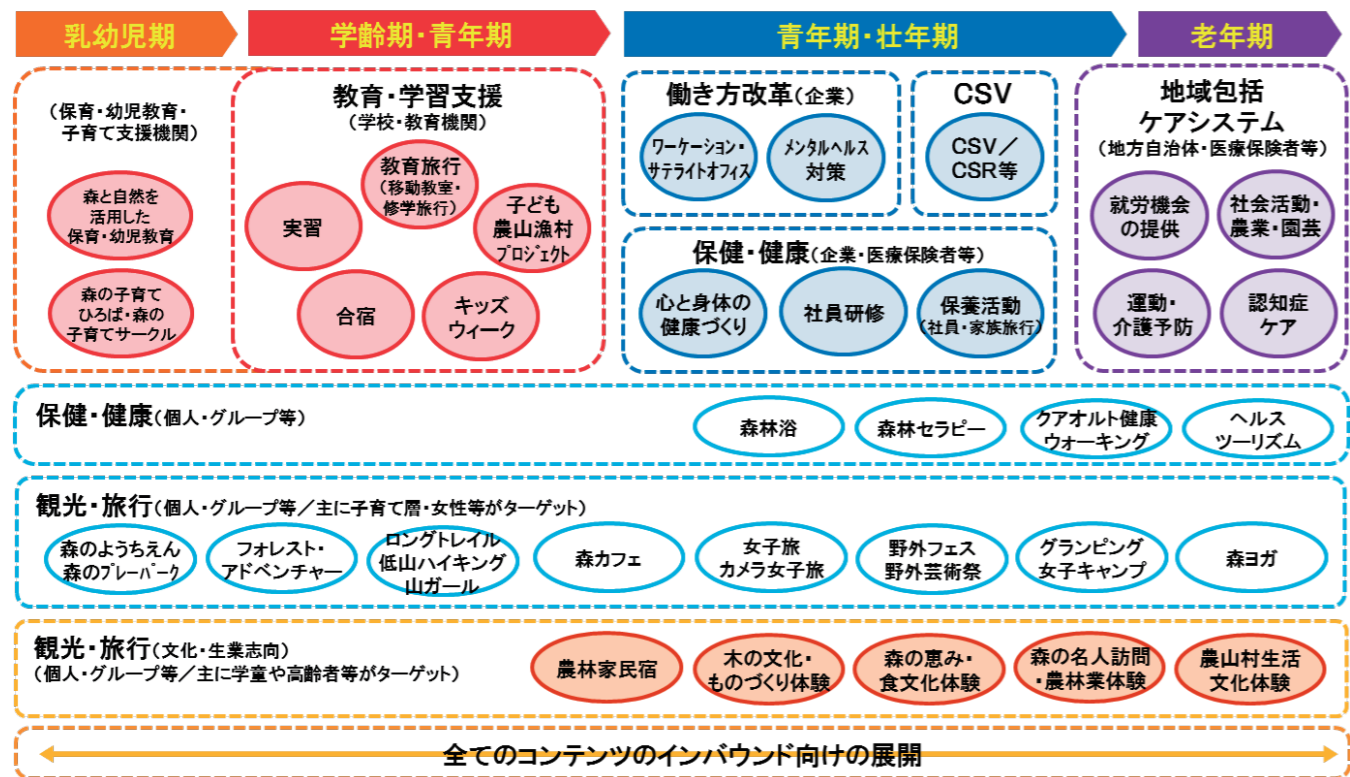 乳幼児期
学齢期・青年期
青年期・壮年期
老年期
（保育・幼児教育・
子育て支援機関）
森と自然を
活用した
保育・幼児教育
森の子育て
ひろば・森の
子育てサークル
教育・学習支援
（学校・教育機関）
教育旅行
（移動教室・
修学旅行）
実習
子ども
農山漁村
プロジェクト
合宿
キッズ
ウィーク
働き方改革（企業）
ワーケーション・
サテライトオフィス
メンタルヘルス
対策
CSV
CSV／
CSR等
保健・健康（企業・医療保険者等）
心と身体の
健康づくり
社員研修
保養活動
（社員・家族旅行）
地域包括
ケアシステム
（地方自治体・医療保険者等）
就労機会
の提供
社会活動・
農業・園芸
運動・
介護予防
認知症
ケア
保健・健康（個人・グループ等）
森林浴
森林セラピー
クアオルト健康
ウォーキング
ヘルス
ツーリズム
観光・旅行（個人・グループ等／主に子育て層・女性等がターゲット）
森のようちえん
森のプレーパーク
フォレスト・
アドベンチャー
ロングトレイル
低山ハイキング
山ガール
森カフェ
女子旅
カメラ女子旅
野外フェス
野外芸術祭
グランピング
女子キャンプ
森ヨガ
観光・旅行（文化・生業志向）
（個人・グループ等／主に学童や高齢者等がターゲット）
農林家民宿
木の文化・
ものづくり体験
森の恵み・
食文化体験
森の名人訪問
・農林業体験
農山村生活
文化体験
全てのコンテンツのインバウンド向けの展開